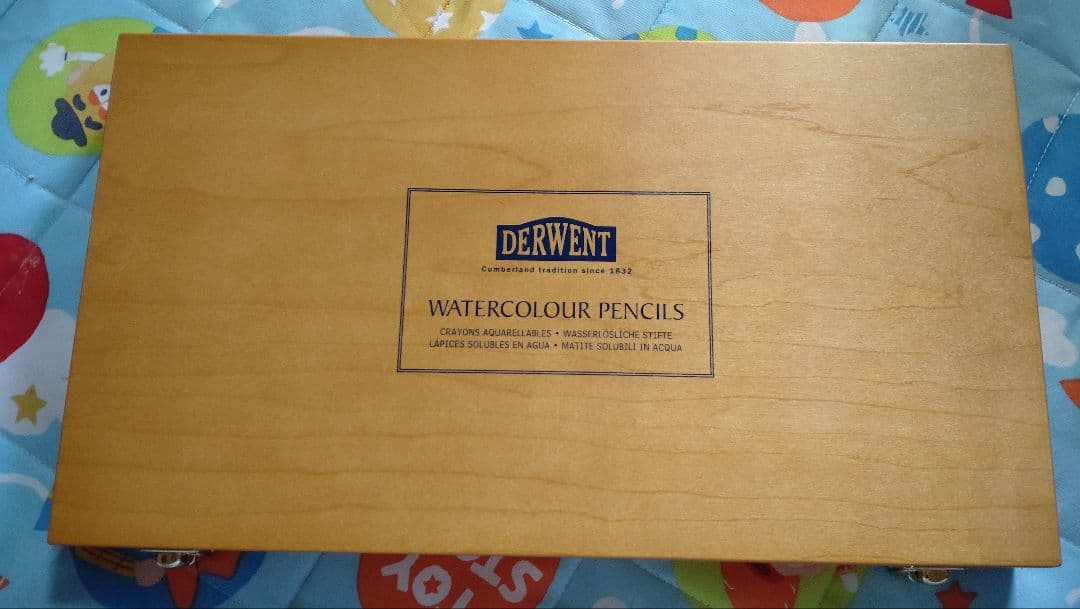 DERWENT
Cumberland tradition since 1832
WATERCOLOUR PENCILS
CRAYONS AQUARELLABLES • WASSERLÖSLICHE STIFTE
LÁPICES SOLUBLES EN AGUA • MATITE SOLUBILI IN ACQUA
TOY